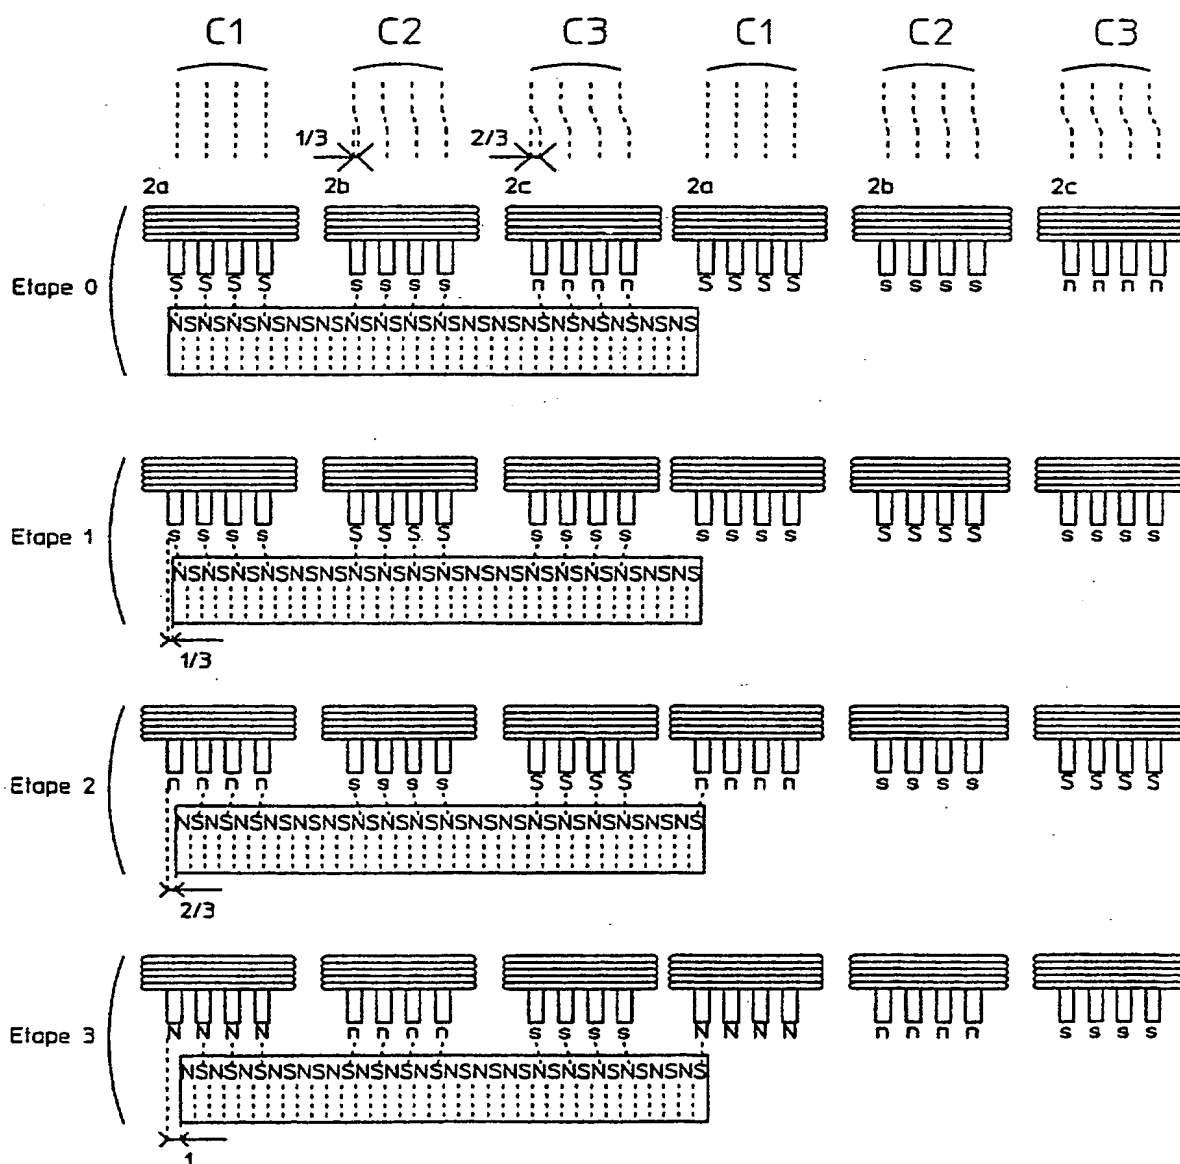 C1 C2 C3 C1 C2 C3
1/3 2/3
2a 2b 2c 2a 2b 2c
Etape 0
S S S S s s s s n n n n S S S S s s s s n n n n
NSNSNSNSNSNSNSNSNSNSNSNSNSNSNSNSNSNS
Etape 1
s s s s S S S S s s s s s s s s S S S S s s s s
NSNSNSNSNSNSNSNSNSNSNSNSNSNSNSNSNSNS
1/3
Etape 2
n n n n s s s s S S S S n n n n s s s s S S S S
NSNSNSNSNSNSNSNSNSNSNSNSNSNSNSNSNSNS
2/3
Etape 3
N N N N n n n n s s s s N N N N n n n n s s s s
NSNSNSNSNSNSNSNSNSNSNSNSNSNSNSNSNSNS
1